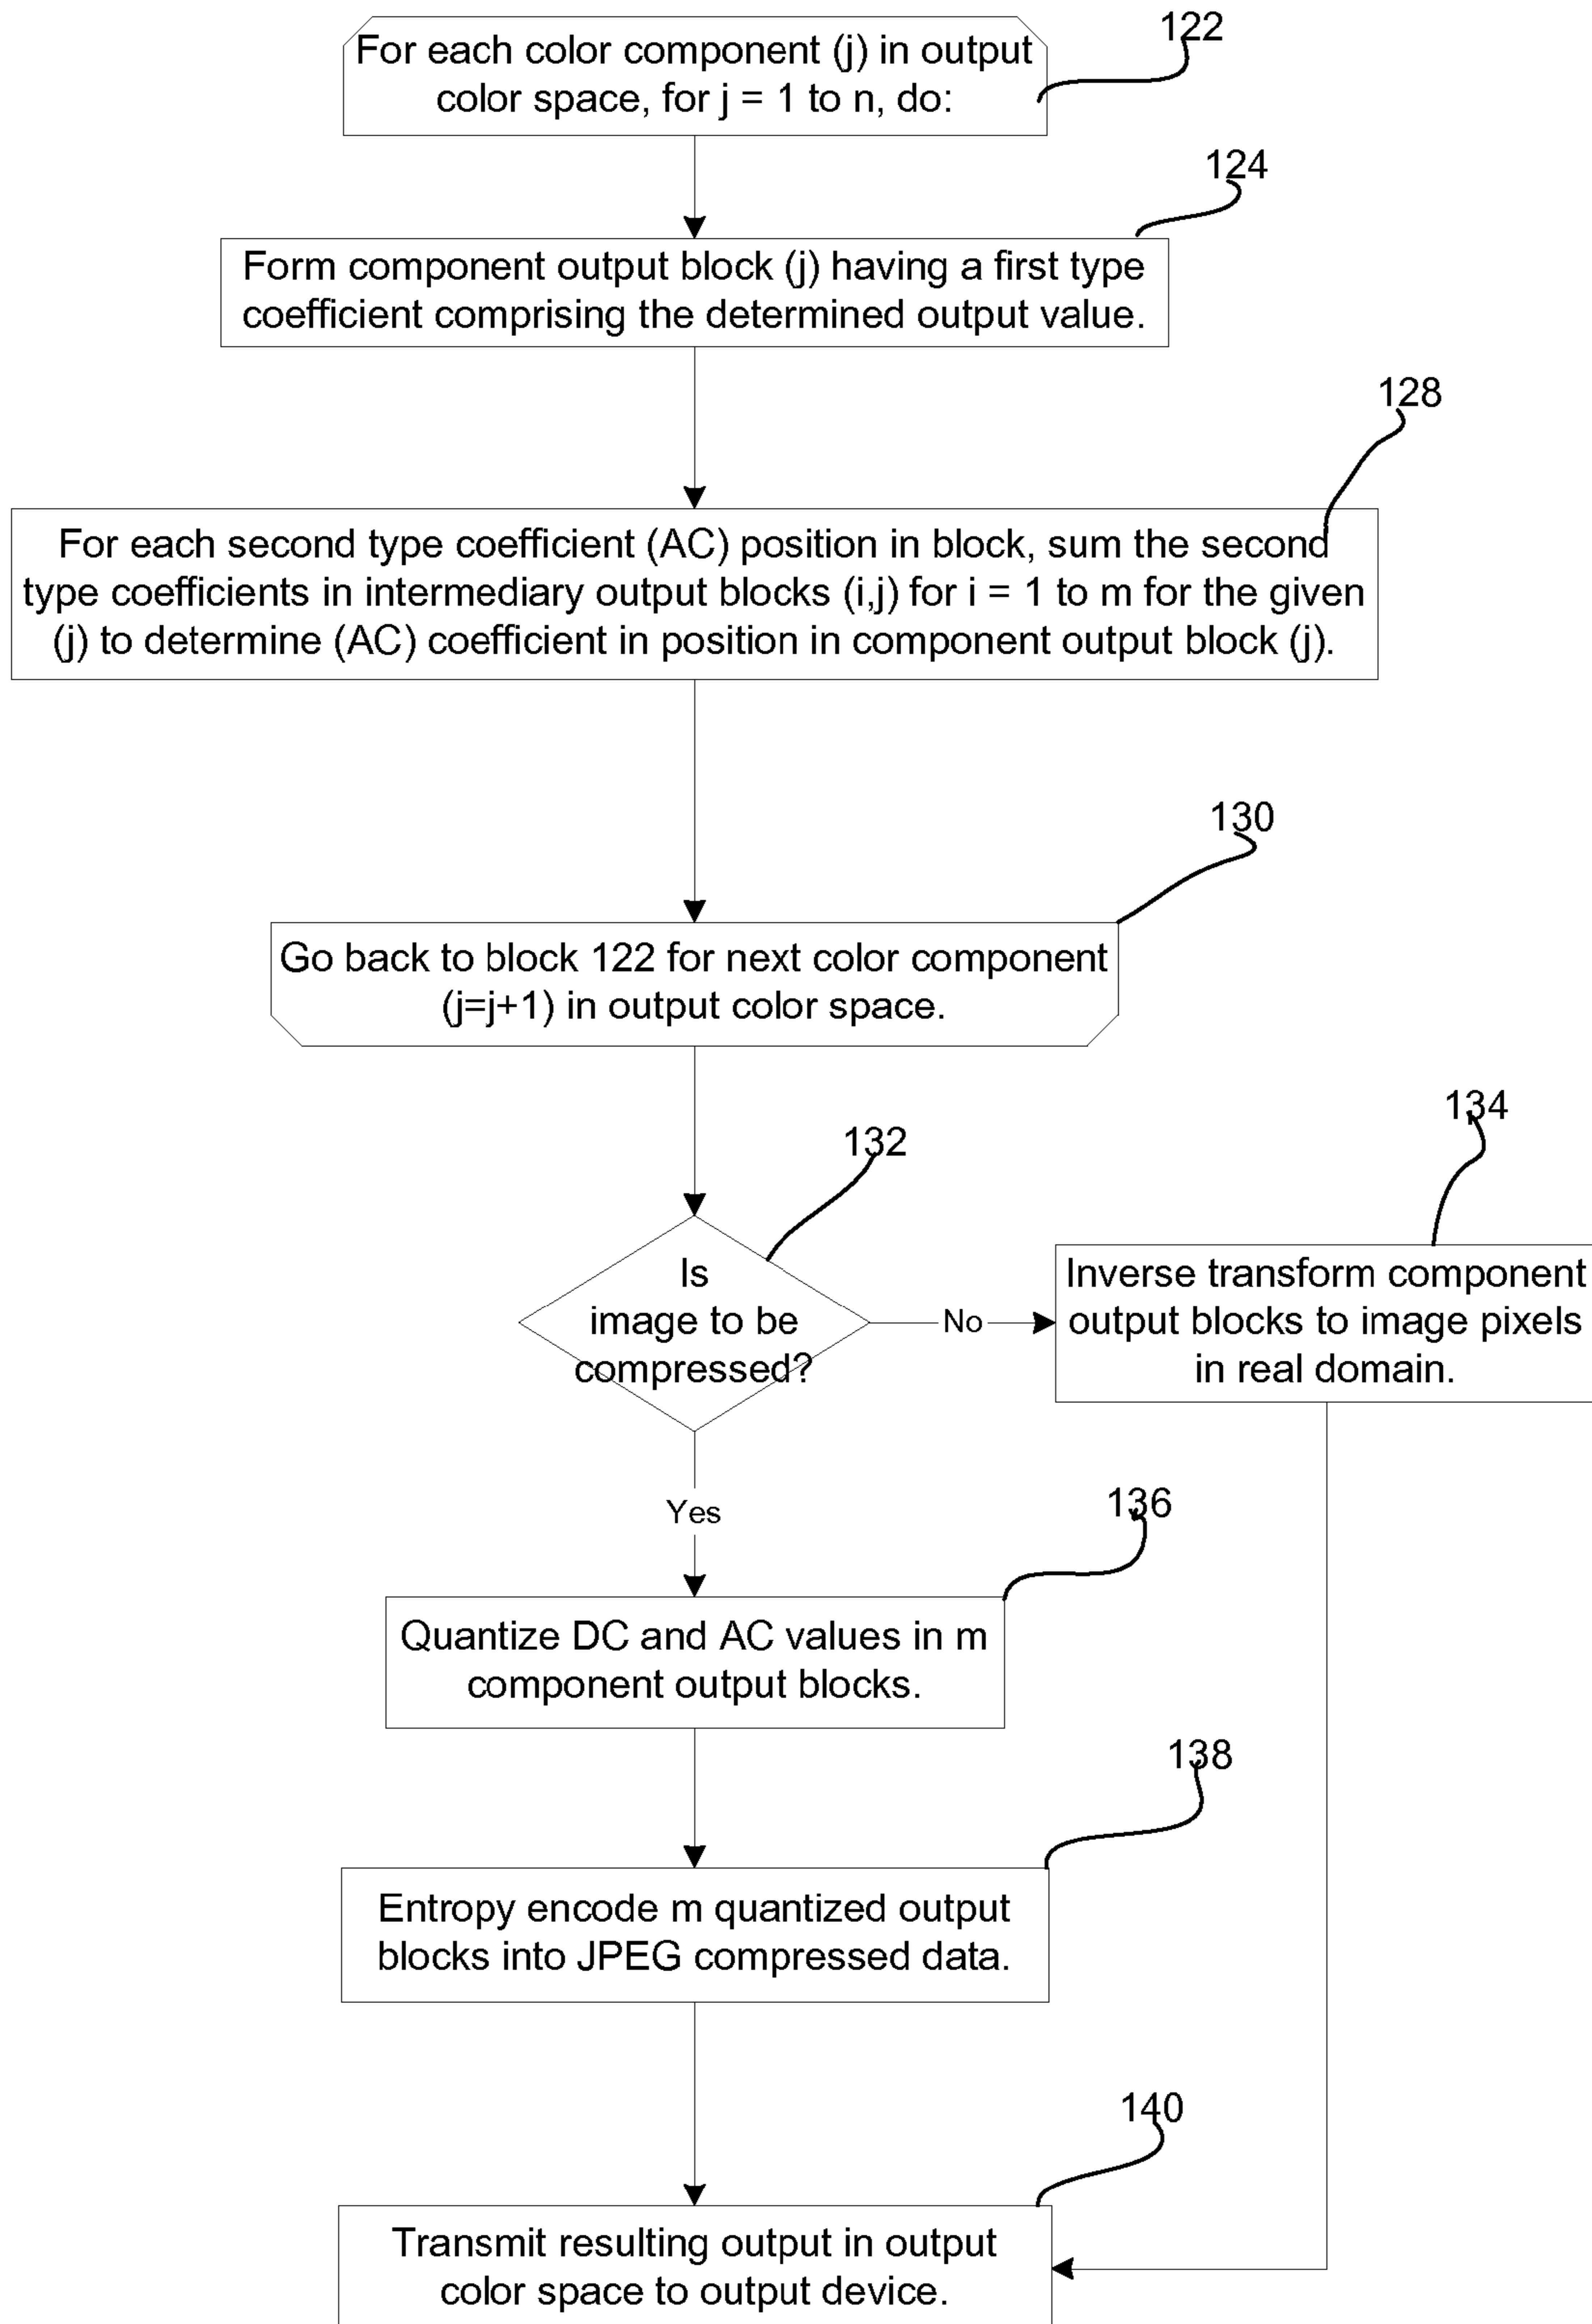 122
For each color component (j) in output
color space, for j = 1 to n, do:
124
Form component output block (j) having a first type
coefficient comprising the determined output value.
128
For each second type coefficient (AC) position in block, sum the second
type coefficients in intermediary output blocks (i,j) for i = 1 to m for the given
(j) to determine (AC) coefficient in position in component output block (j).
130
Go back to block 122 for next color component
(j=j+1) in output color space.
132
Is
image to be
compressed?
No
134
Inverse transform component
output blocks to image pixels
in real domain.
Yes
136
Quantize DC and AC values in m
component output blocks.
138
Entropy encode m quantized output
blocks into JPEG compressed data.
140
Transmit resulting output in output
color space to output device.